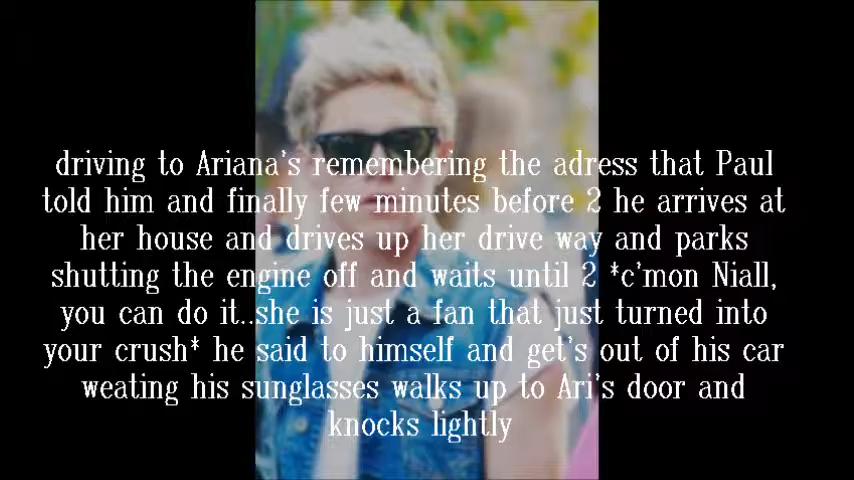 driving to Ariana's remembering the adress that Paul
told him and finally few minutes before 2 he arrives at
her house and drives up her drive way and parks
shutting the engine off and waits until 2 *c'mon Niall,
you can do it..she is just a fan that just turned into
your crush* he said to himself and get's out of his car
weating his sunglasses walks up to Ari's door and
knocks lightly